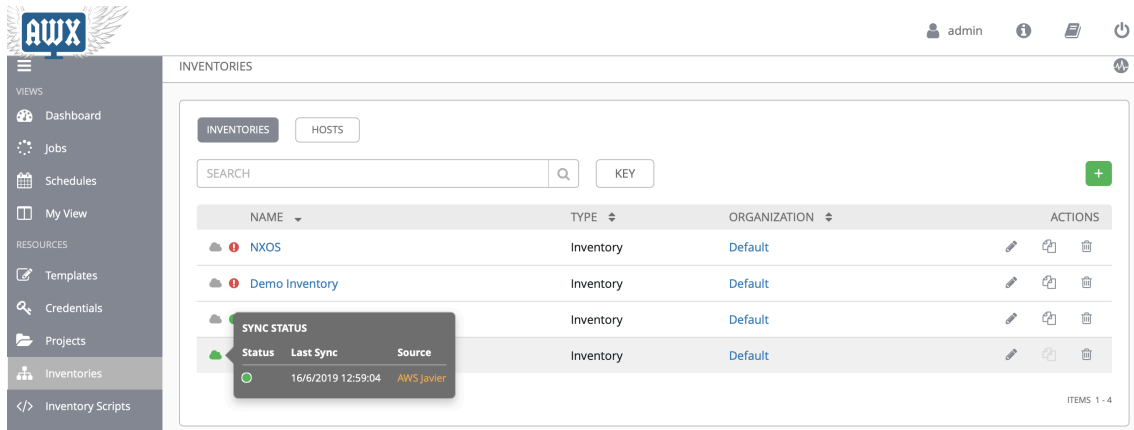 AWX
admin
INVENTORIES
VIEWS
Dashboard
Jobs
Schedules
My View
RESOURCES
Templates
Credentials
Projects
Inventories
Inventory Scripts
INVENTORIES HOSTS
SEARCH KEY +
NAME TYPE ORGANIZATION ACTIONS
NXOS Inventory Default
Demo Inventory Inventory Default
Inventory Default
Inventory Default
SYNC STATUS
Status Last Sync Source
16/6/2019 12:59:04 AWS Javier
ITEMS 1 - 4